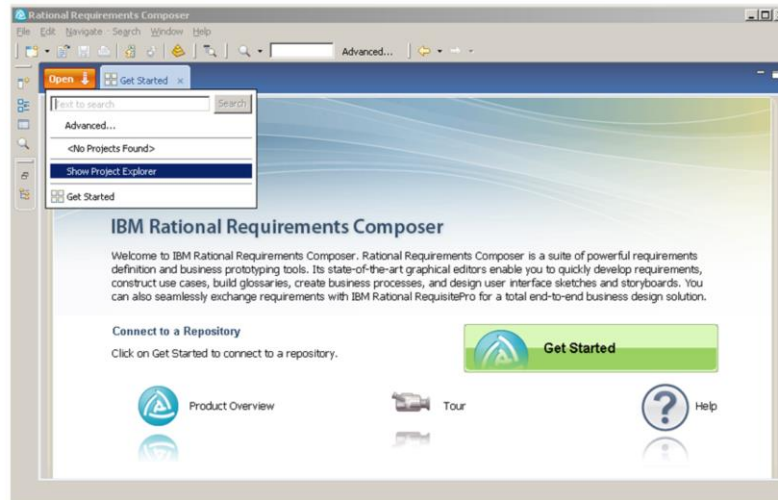 Rational Requirements Composer
File Edit Navigate Search Window Help
Advanced...
Open Get Started
Text to search Search
Advanced...
<No Projects Found>
Show Project Explorer
Get Started
IBM Rational Requirements Composer
Welcome to IBM Rational Requirements Composer. Rational Requirements Composer is a suite of powerful requirements
definition and business prototyping tools. Its state-of-the-art graphical editors enable you to quickly develop requirements,
construct use cases, build glossaries, create business processes, and design user interface sketches and storyboards. You
can also seamlessly exchange requirements with IBM Rational RequisitePro for a total end-to-end business design solution.
Connect to a Repository
Click on Get Started to connect to a repository.
Get Started
Product Overview Tour Help